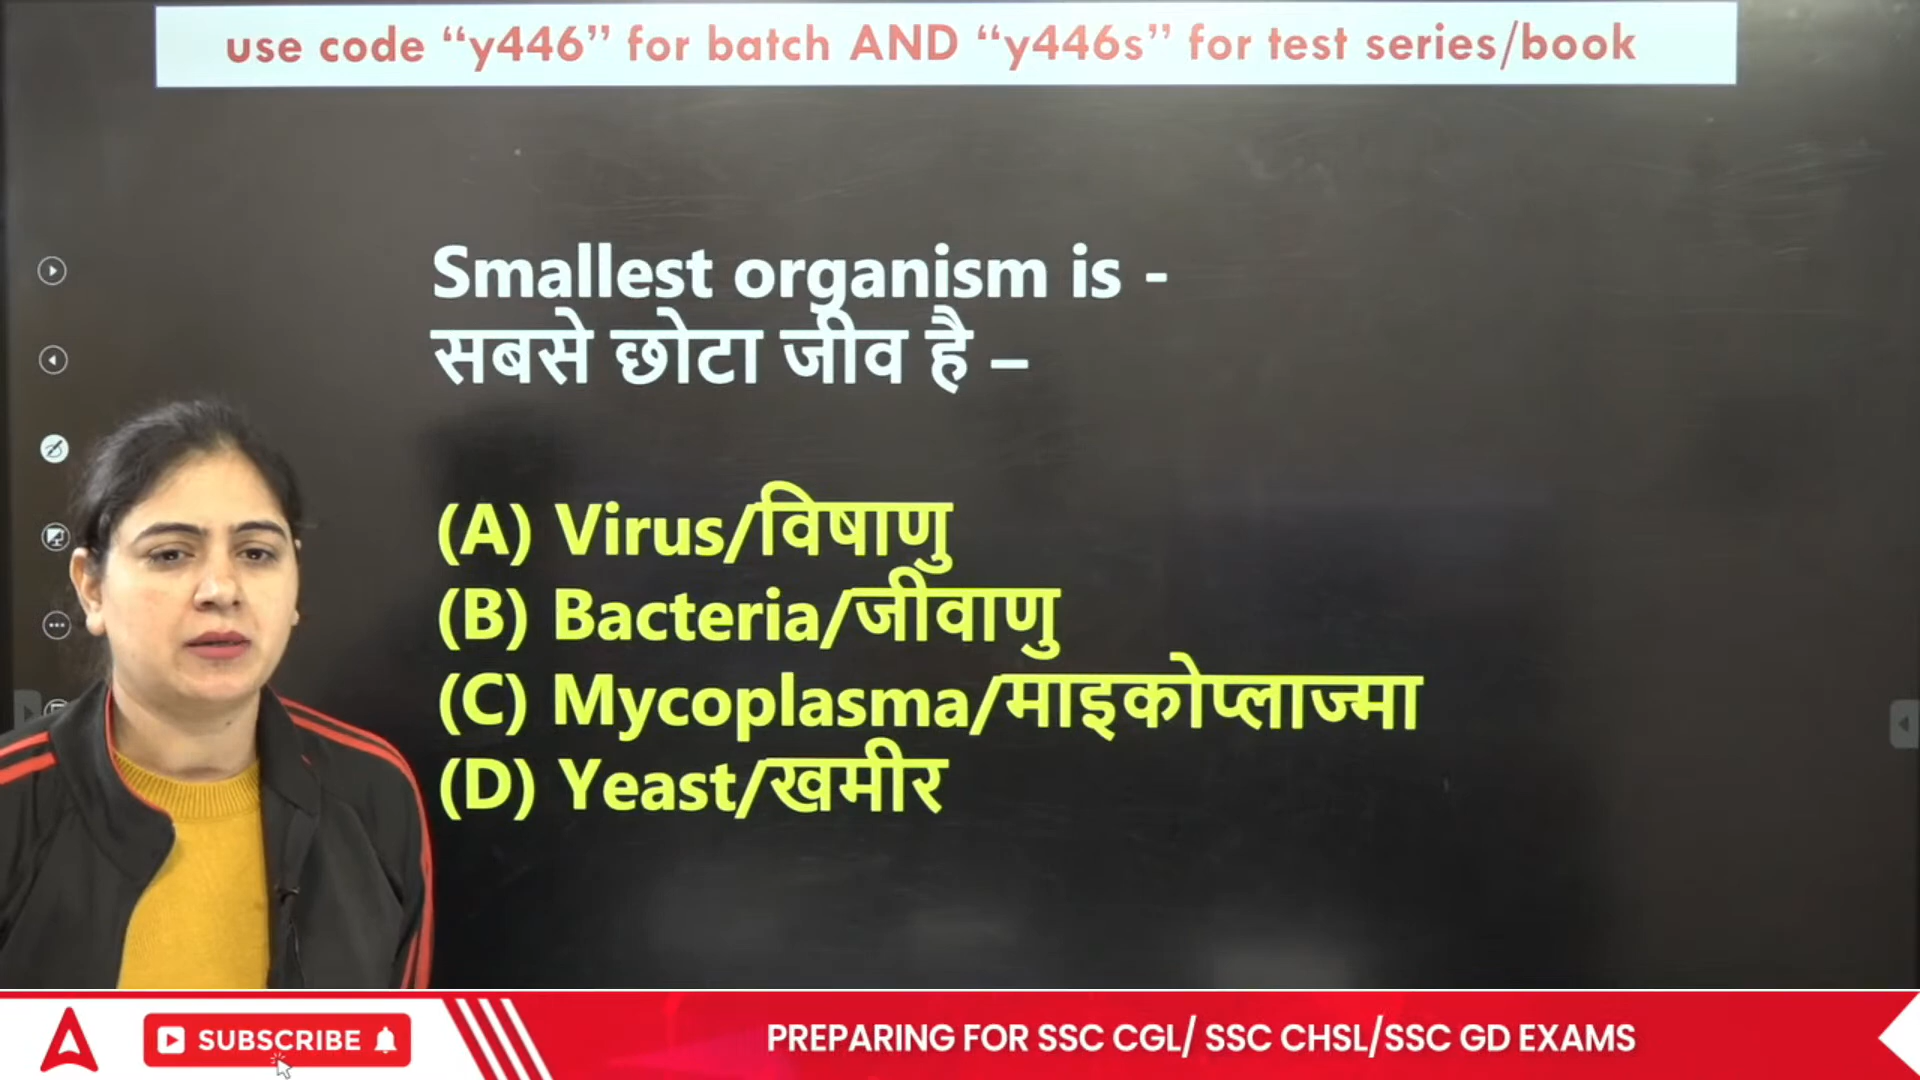 use code “y446” for batch AND “y446s” for test series/book
Smallest organism is -
सबसे छोटा जीव है –
(A) Virus/विषाणु
(B) Bacteria/जीवाणु
(C) Mycoplasma/माइकोप्लाज्मा
(D) Yeast/खमीर
SUBSCRIBE
PREPARING FOR SSC CGL/ SSC CHSL/SSC GD EXAMS